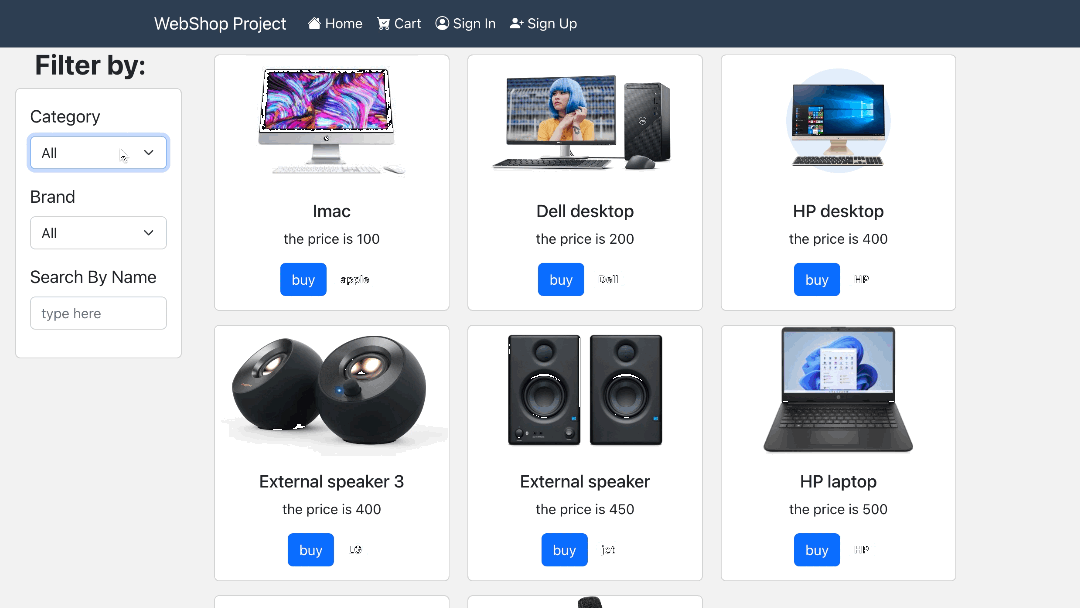 WebShop Project Home Cart Sign In Sign Up
Filter by:
Category
All
Brand
All
Search By Name
type here
Imac
the price is 100
buy apple
Dell desktop
the price is 200
buy Dell
HP desktop
the price is 400
buy HP
External speaker 3
the price is 400
buy LG
External speaker
the price is 450
buy
HP laptop
the price is 500
buy HP